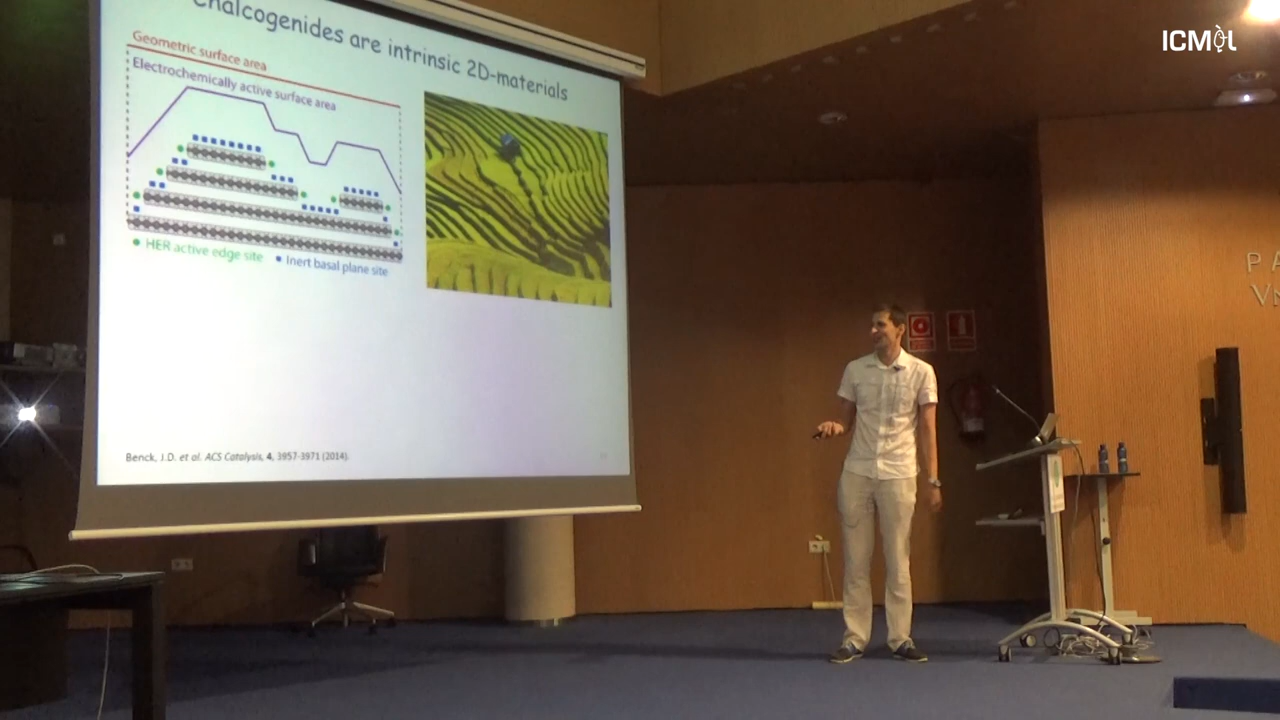 Chalcogenides are intrinsic 2D-materials
Geometric surface area
Electrochemically active surface area
HER active edge site
Inert basal plane site
Benck, J.D. et al. ACS Catalysis, 4, 3957-3971 (2014).
ICMOL
P A